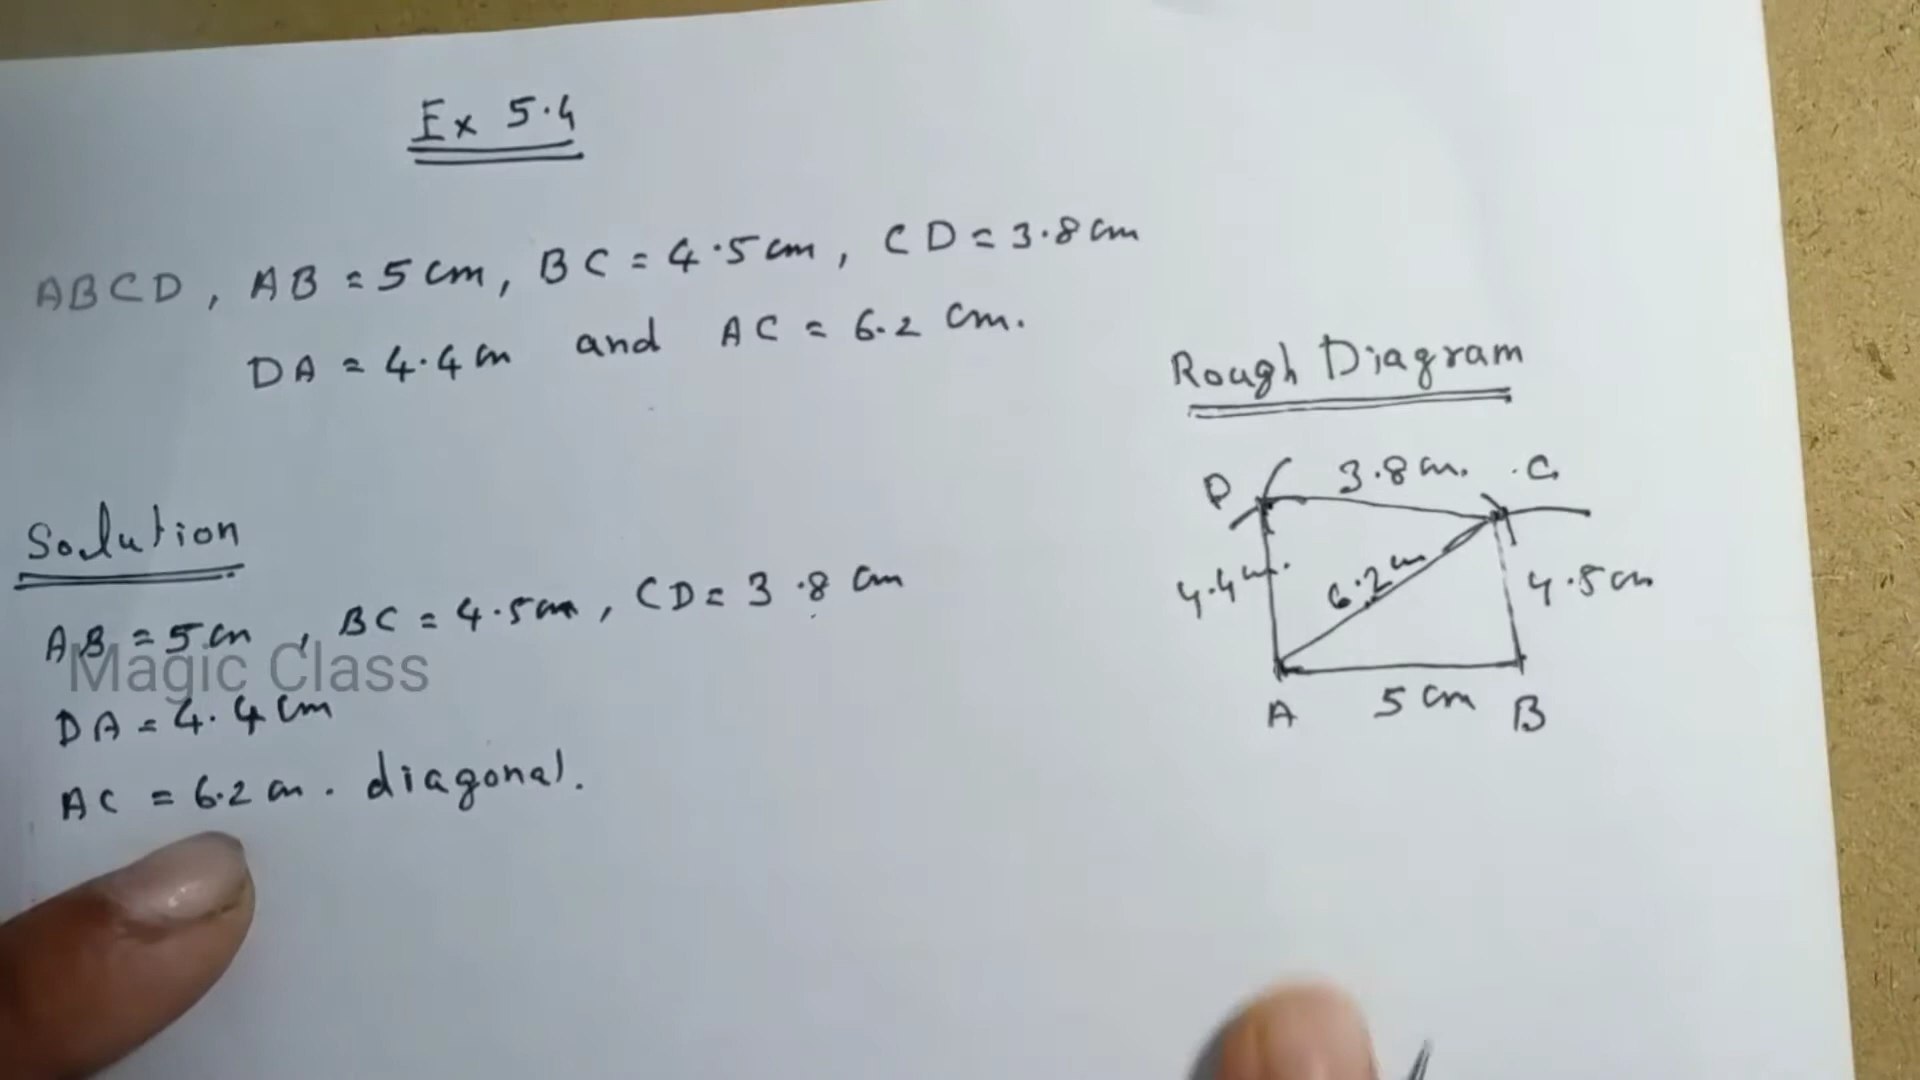 Ex 5.4
ABCD, AB = 5 cm, BC = 4.5 cm, CD = 3.8 cm
DA = 4.4 cm and AC = 6.2 cm.
Rough Diagram
D 3.8 cm. C
4.4 cm. 6.2 cm 4.5 cm
A 5 cm B
Solution
AB = 5 cm, BC = 4.5 cm, CD = 3.8 cm
Magic Class
DA = 4.4 cm
AC = 6.2 cm. diagonal.